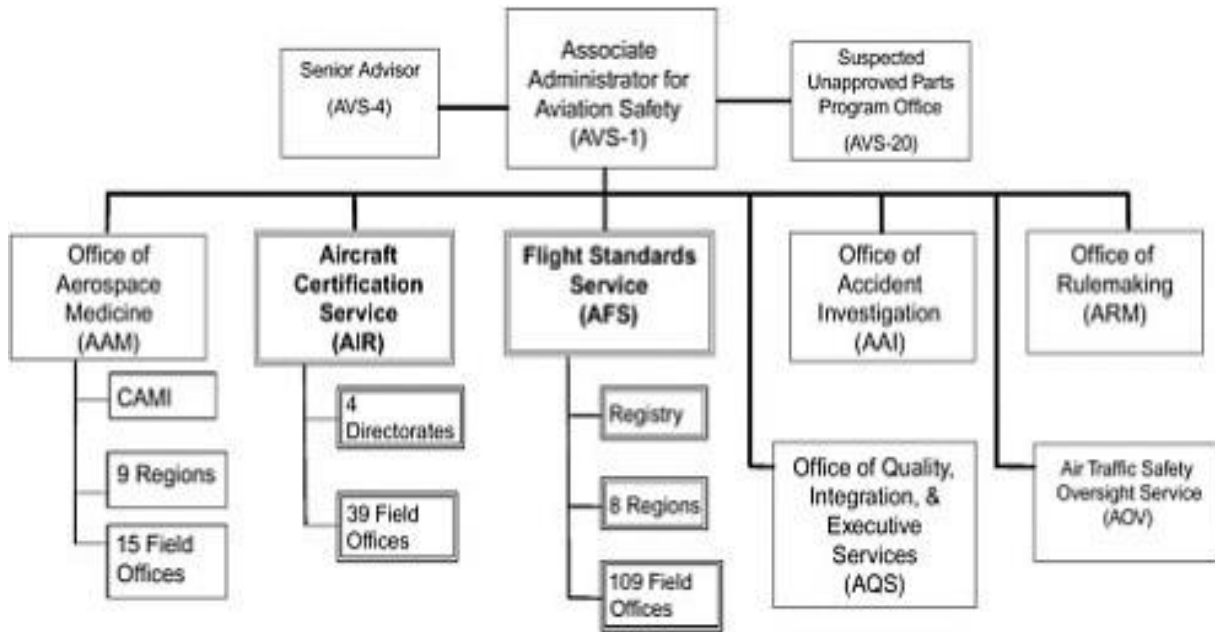 Senior Advisor
(AVS-4)
Associate
Administrator for
Aviation Safety
(AVS-1)
Suspected
Unapproved Parts
Program Office
(AVS-20)
Office of
Aerospace
Medicine
(AAM)
Aircraft
Certification
Service
(AIR)
Flight Standards
Service
(AFS)
Office of
Accident
Investigation
(AAI)
Office of
Rulemaking
(ARM)
CAMI
9 Regions
15 Field
Offices
4
Directorates
39 Field
Offices
Registry
8 Regions
109 Field
Offices
Office of Quality,
Integration, &
Executive
Services
(AQS)
Air Traffic Safety
Oversight Service
(AOV)